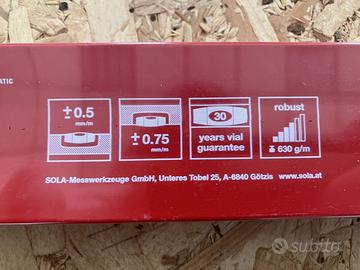 ATIC
± 0.5
mm/m
± 0.75
mm/m
30
years vial
guarantee
robust
630 g/m
SOLA-Messwerkzeuge GmbH, Unteres Tobel 25, A-6840 Götzis www.sola.at
subito